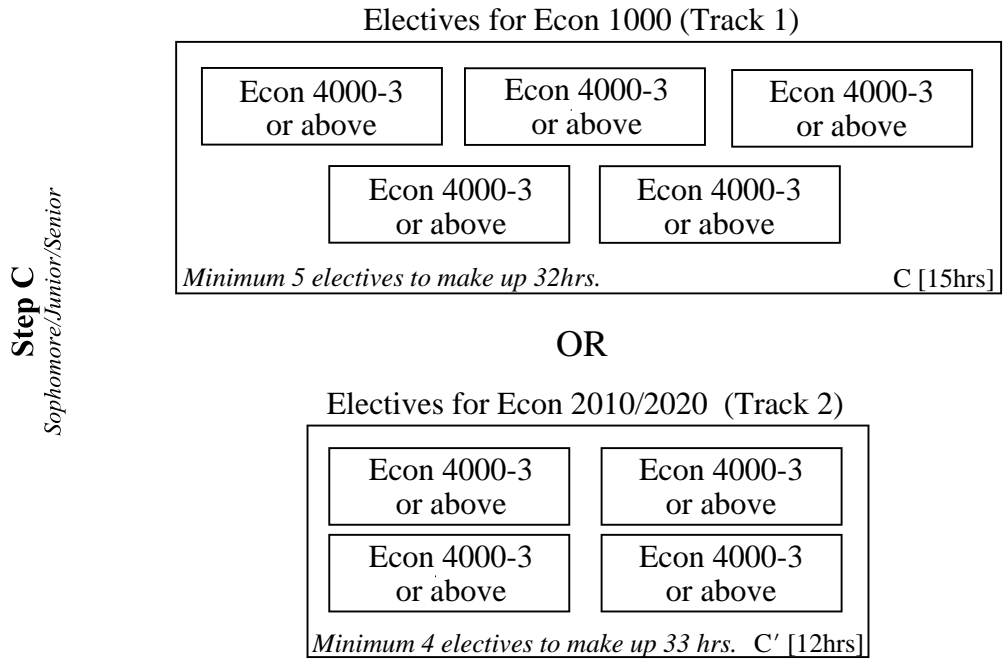 Electives for Econ 1000 (Track 1)
Econ 4000-3
or above
Econ 4000-3
or above
Econ 4000-3
or above
Econ 4000-3
or above
Econ 4000-3
or above
Minimum 5 electives to make up 32hrs.
C [15hrs]
Step C
Sophomore/Junior/Senior
OR
Electives for Econ 2010/2020 (Track 2)
Econ 4000-3
or above
Econ 4000-3
or above
Econ 4000-3
or above
Econ 4000-3
or above
Minimum 4 electives to make up 33 hrs.
C′ [12hrs]